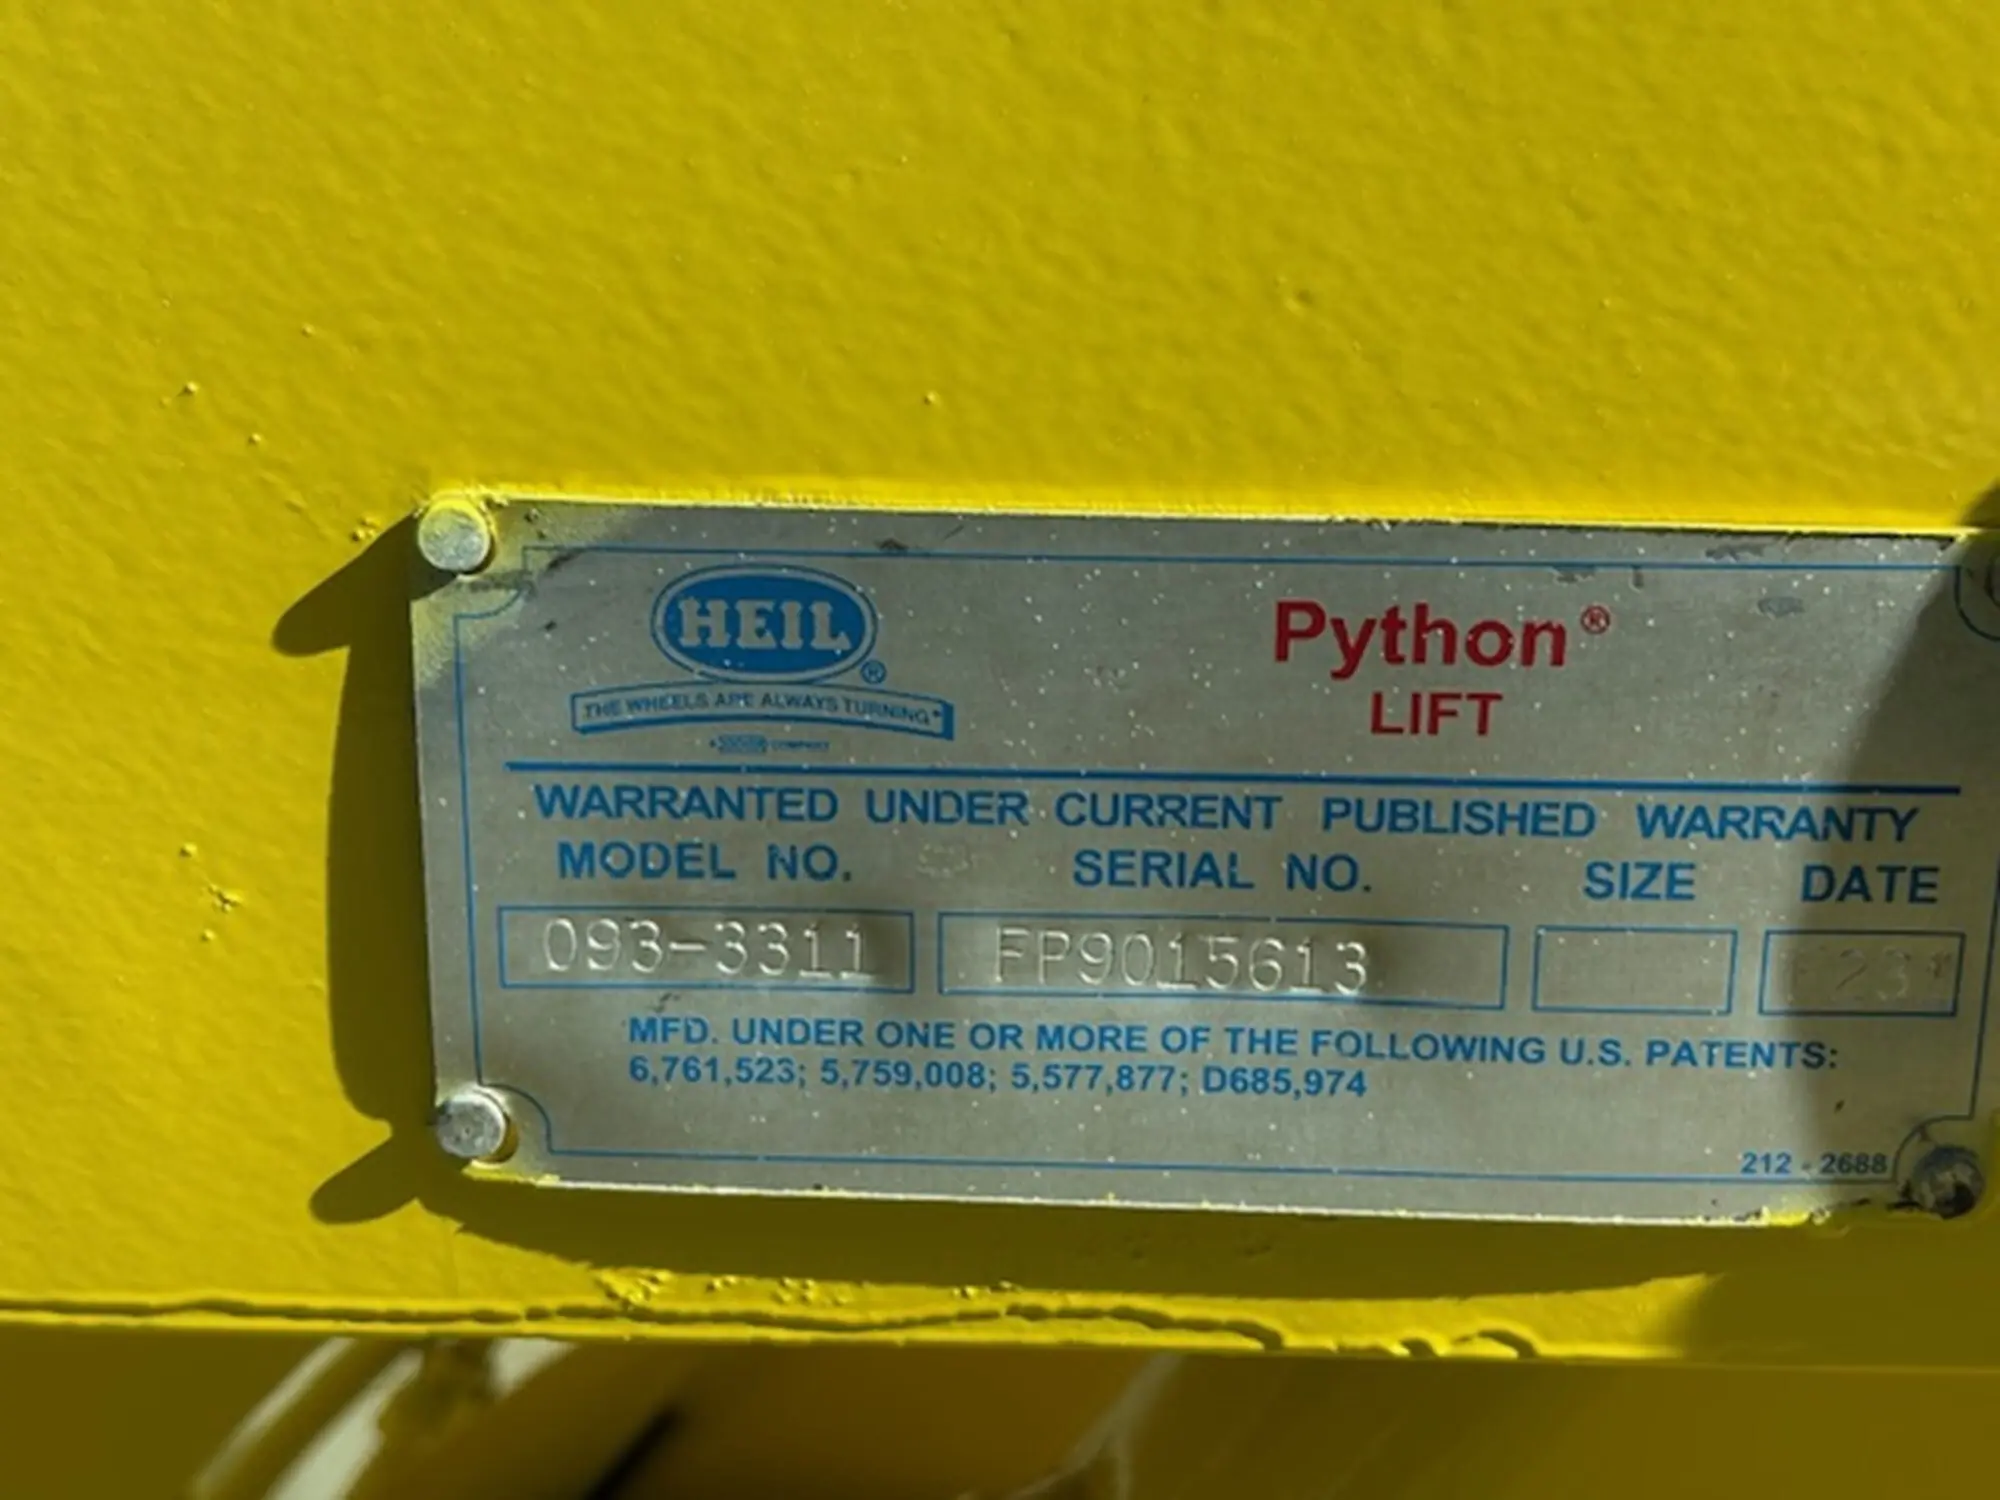 HEIL®
THE WHEELS ARE ALWAYS TURNING
Python®
LIFT
WARRANTED UNDER CURRENT PUBLISHED WARRANTY
MODEL NO. SERIAL NO. SIZE DATE
093-3311 FP9015613
MFD. UNDER ONE OR MORE OF THE FOLLOWING U.S. PATENTS:
6,761,523; 5,759,008; 5,577,877; D685,974
212-2688